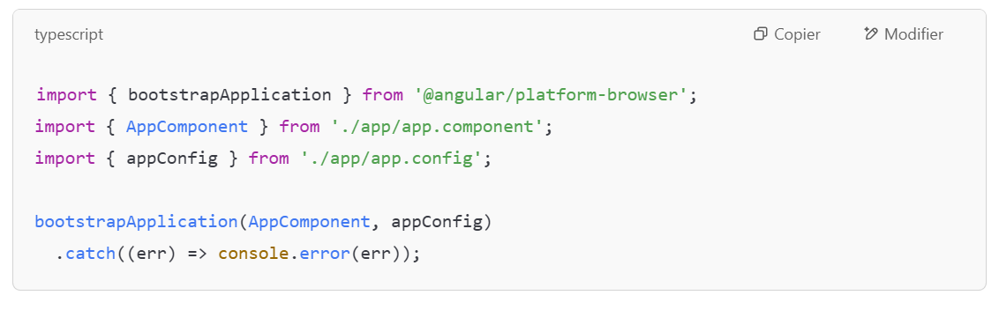 typescript
Copier
Modifier
import { bootstrapApplication } from '@angular/platform-browser';
import { AppComponent } from './app/app.component';
import { appConfig } from './app/app.config';
bootstrapApplication(AppComponent, appConfig)
  .catch((err) => console.error(err));